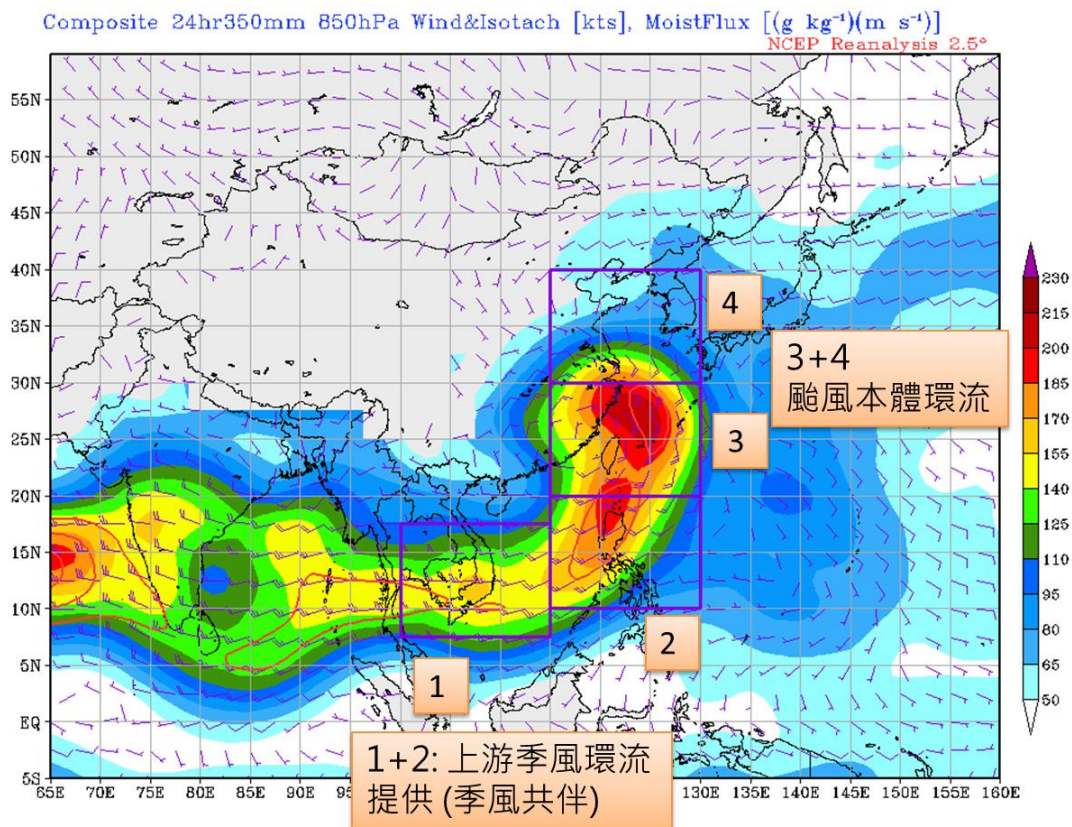 Composite 24hr350mm 850hPa Wind&Isotach [kts], MoistFlux [(g kg⁻¹)(m s⁻¹)]
NCEP Reanalysis 2.5°
55N
50N
45N
40N
35N
30N
25N
20N
15N
10N
5N
EQ
5S
4
3+4
颱風本體環流
3
2
1
1+2: 上游季風環流
提供 (季風共伴)
65E 70E 75E 80E 85E 90E 130E 135E 140E 145E 150E 155E 160E
230
215
200
185
170
155
140
125
110
95
80
65
50